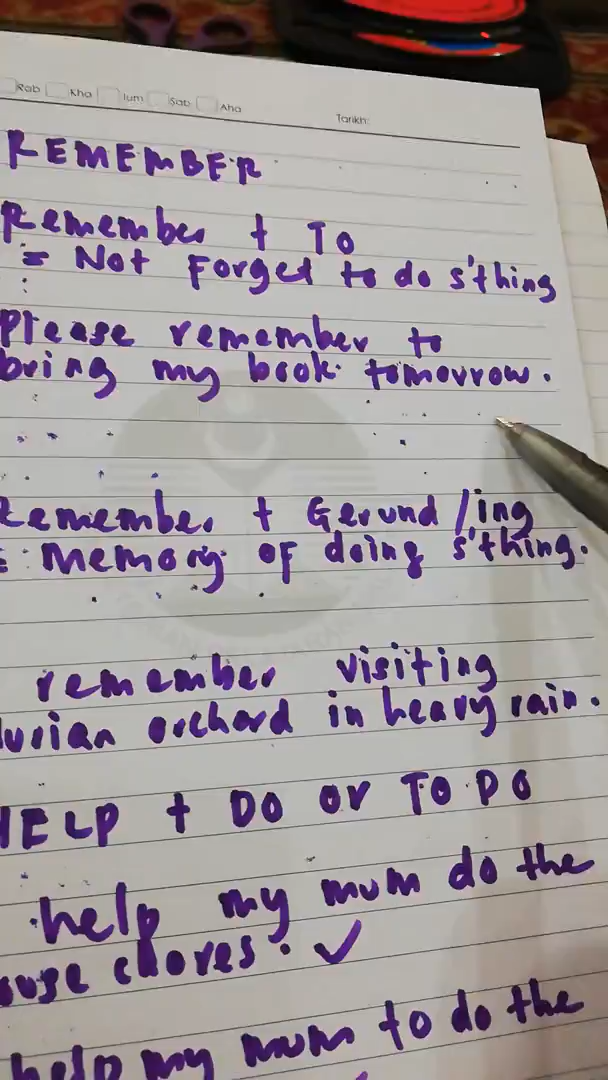 Rab Kha Jum Sab Aha Tarikh:
REMEMBER
Remember + TO
= Not Forget to do s'thing
Please remember to
bring my book tomorrow.
Remember + Gerund/ing
= Memory OF doing s'thing.
remember visiting
durian orchard in heavy rain.
HELP + DO OR TO DO
help my mum do the
ouse chores. ✓
help my mum to do the